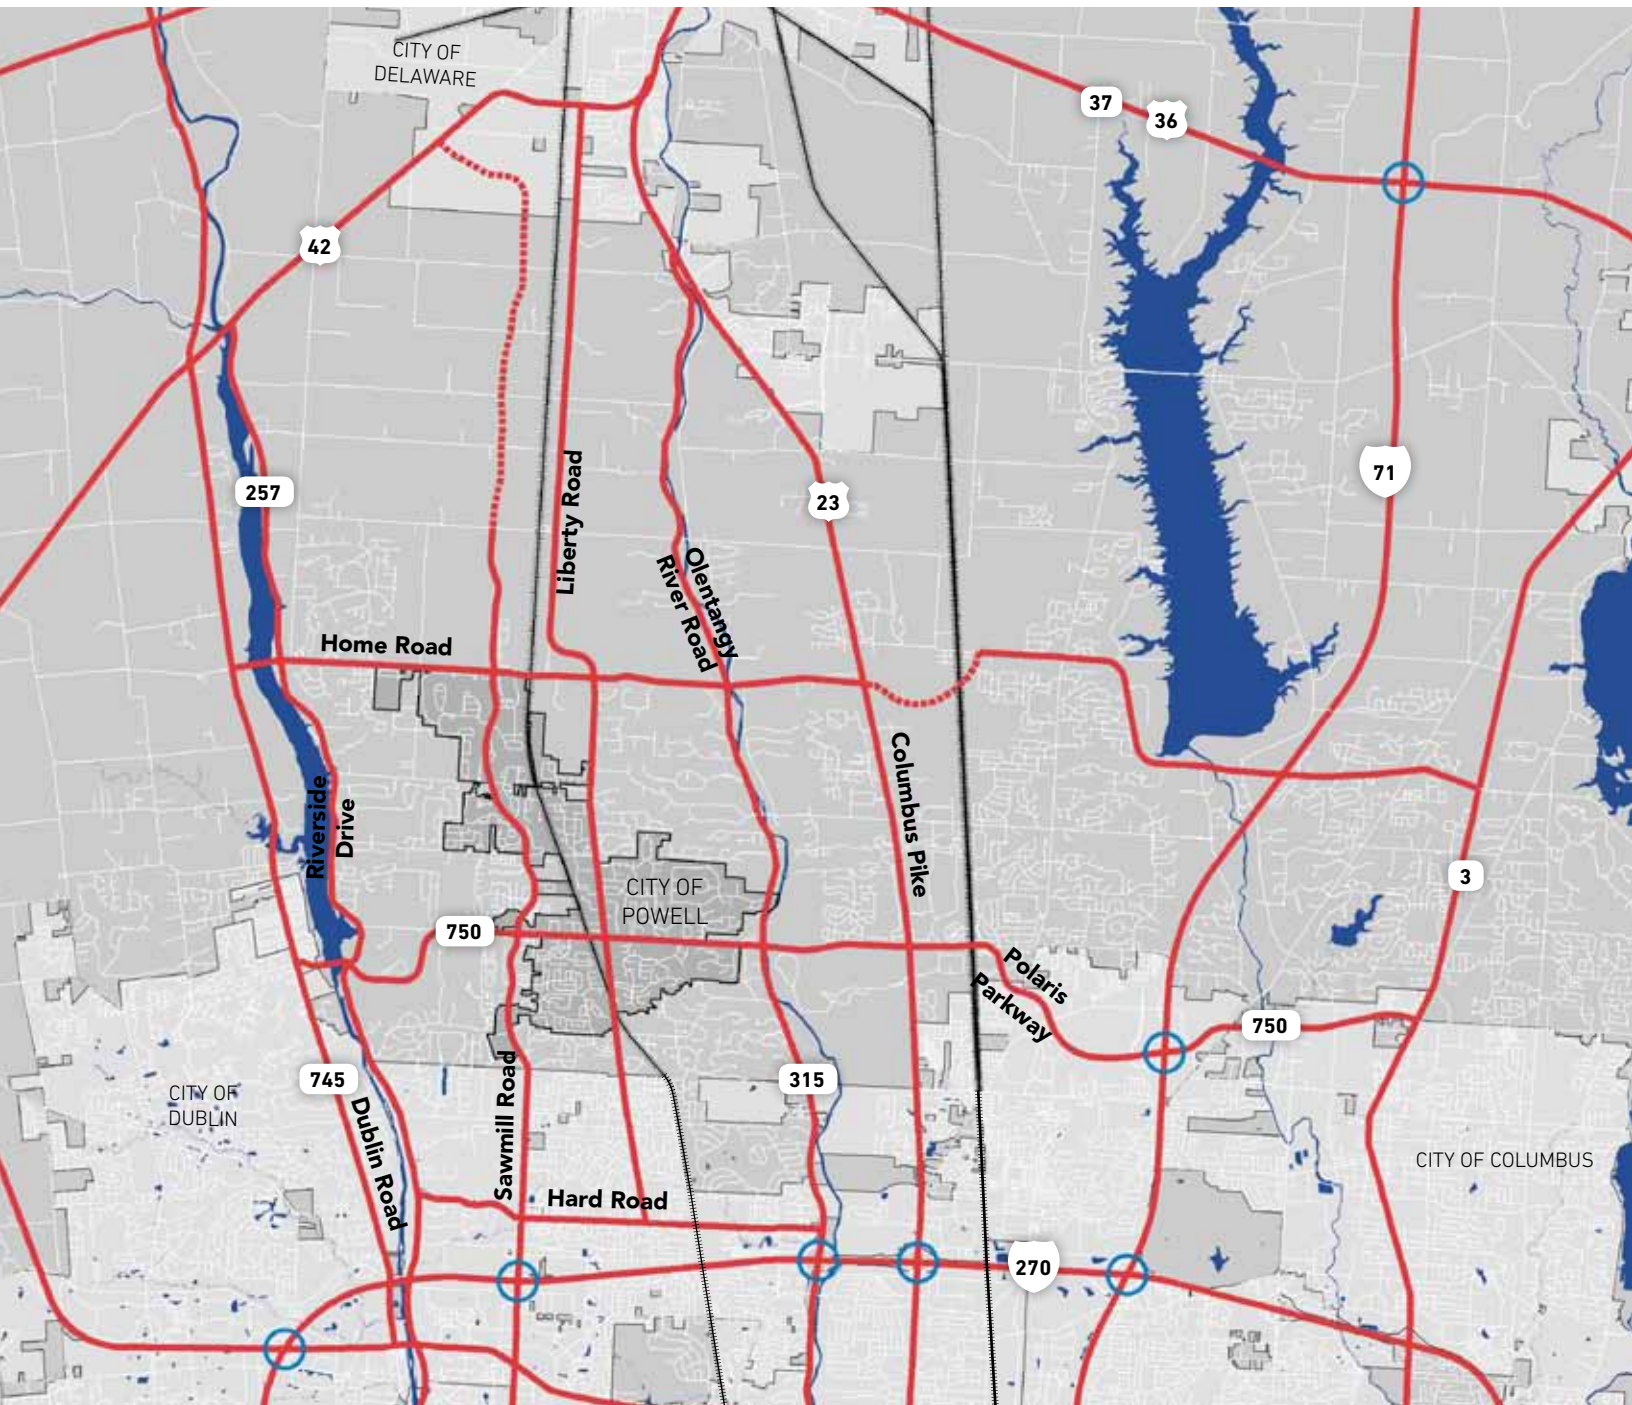 CITY OF
DELAWARE
37
36
42
71
257
23
Liberty Road
Olentangy
River Road
Home Road
Columbus Pike
Riverside
Drive
3
CITY OF
POWELL
750
Polaris
Parkway
750
745
315
CITY OF
DUBLIN
Dublin Road
Sawmill Road
CITY OF COLUMBUS
Hard Road
270